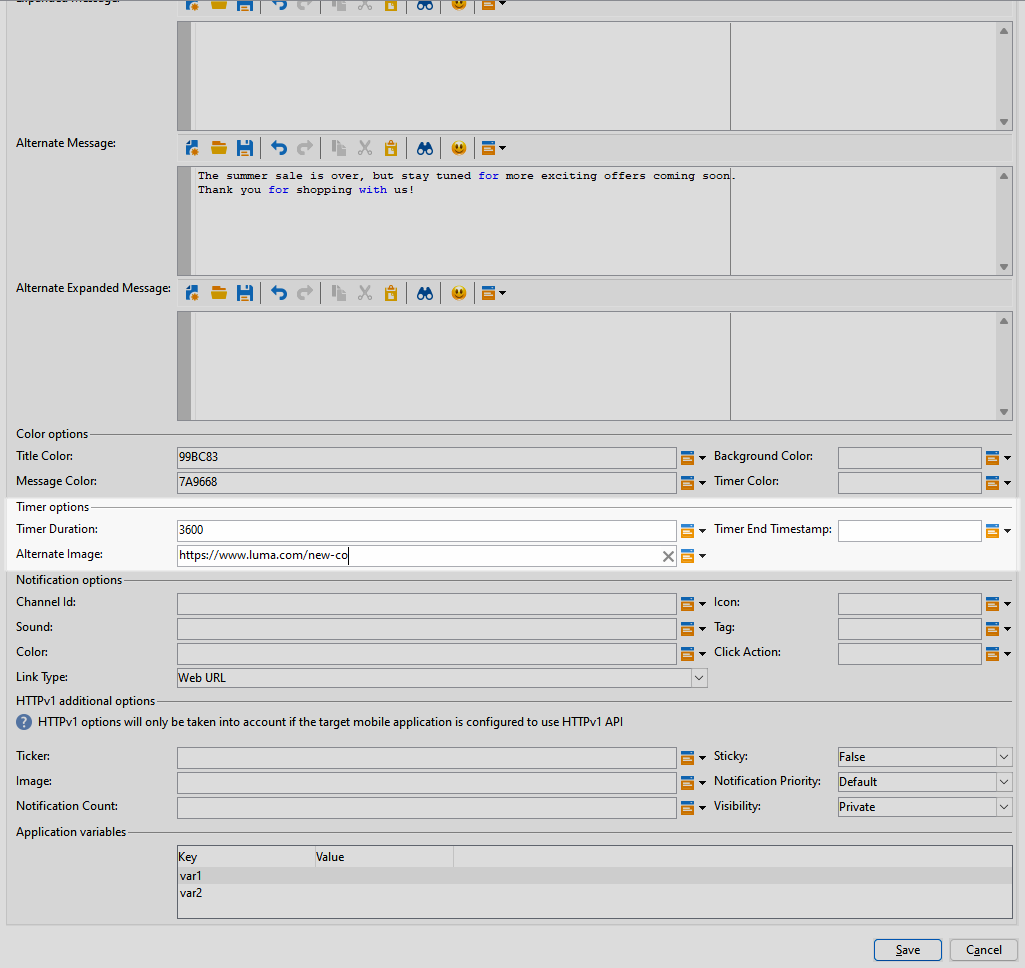 Alternate Message:
The summer sale is over, but stay tuned for more exciting offers coming soon.
Thank you for shopping with us!
Alternate Expanded Message:
Color options
Title Color: 99BC83 Background Color:
Message Color: 7A9668 Timer Color:
Timer options
Timer Duration: 3600 Timer End Timestamp:
Alternate Image: https://www.luma.com/new-co
Notification options
Channel Id: Icon:
Sound: Tag:
Color: Click Action:
Link Type: Web URL
HTTPv1 additional options
? HTTPv1 options will only be taken into account if the target mobile application is configured to use HTTPv1 API
Ticker: Sticky: False
Image: Notification Priority: Default
Notification Count: Visibility: Private
Application variables
Key Value
var1
var2
Save Cancel